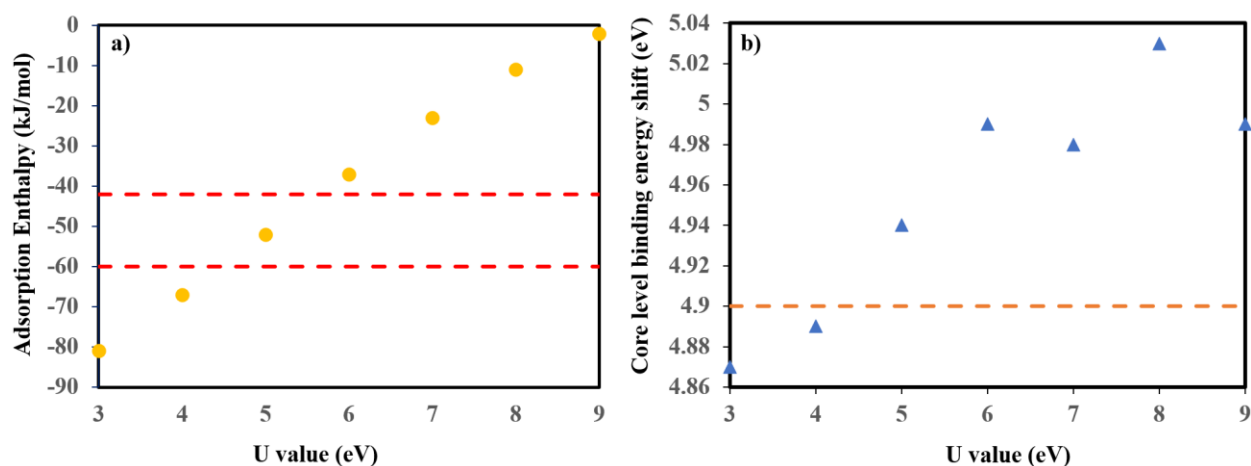 a)
Adsorption Enthalpy (kJ/mol)
0
-10
-20
-30
-40
-50
-60
-70
-80
-90
3 4 5 6 7 8 9
U value (eV)
b)
Core level binding energy shift (eV)
5.04
5.02
5
4.98
4.96
4.94
4.92
4.9
4.88
4.86
3 4 5 6 7 8 9
U value (eV)